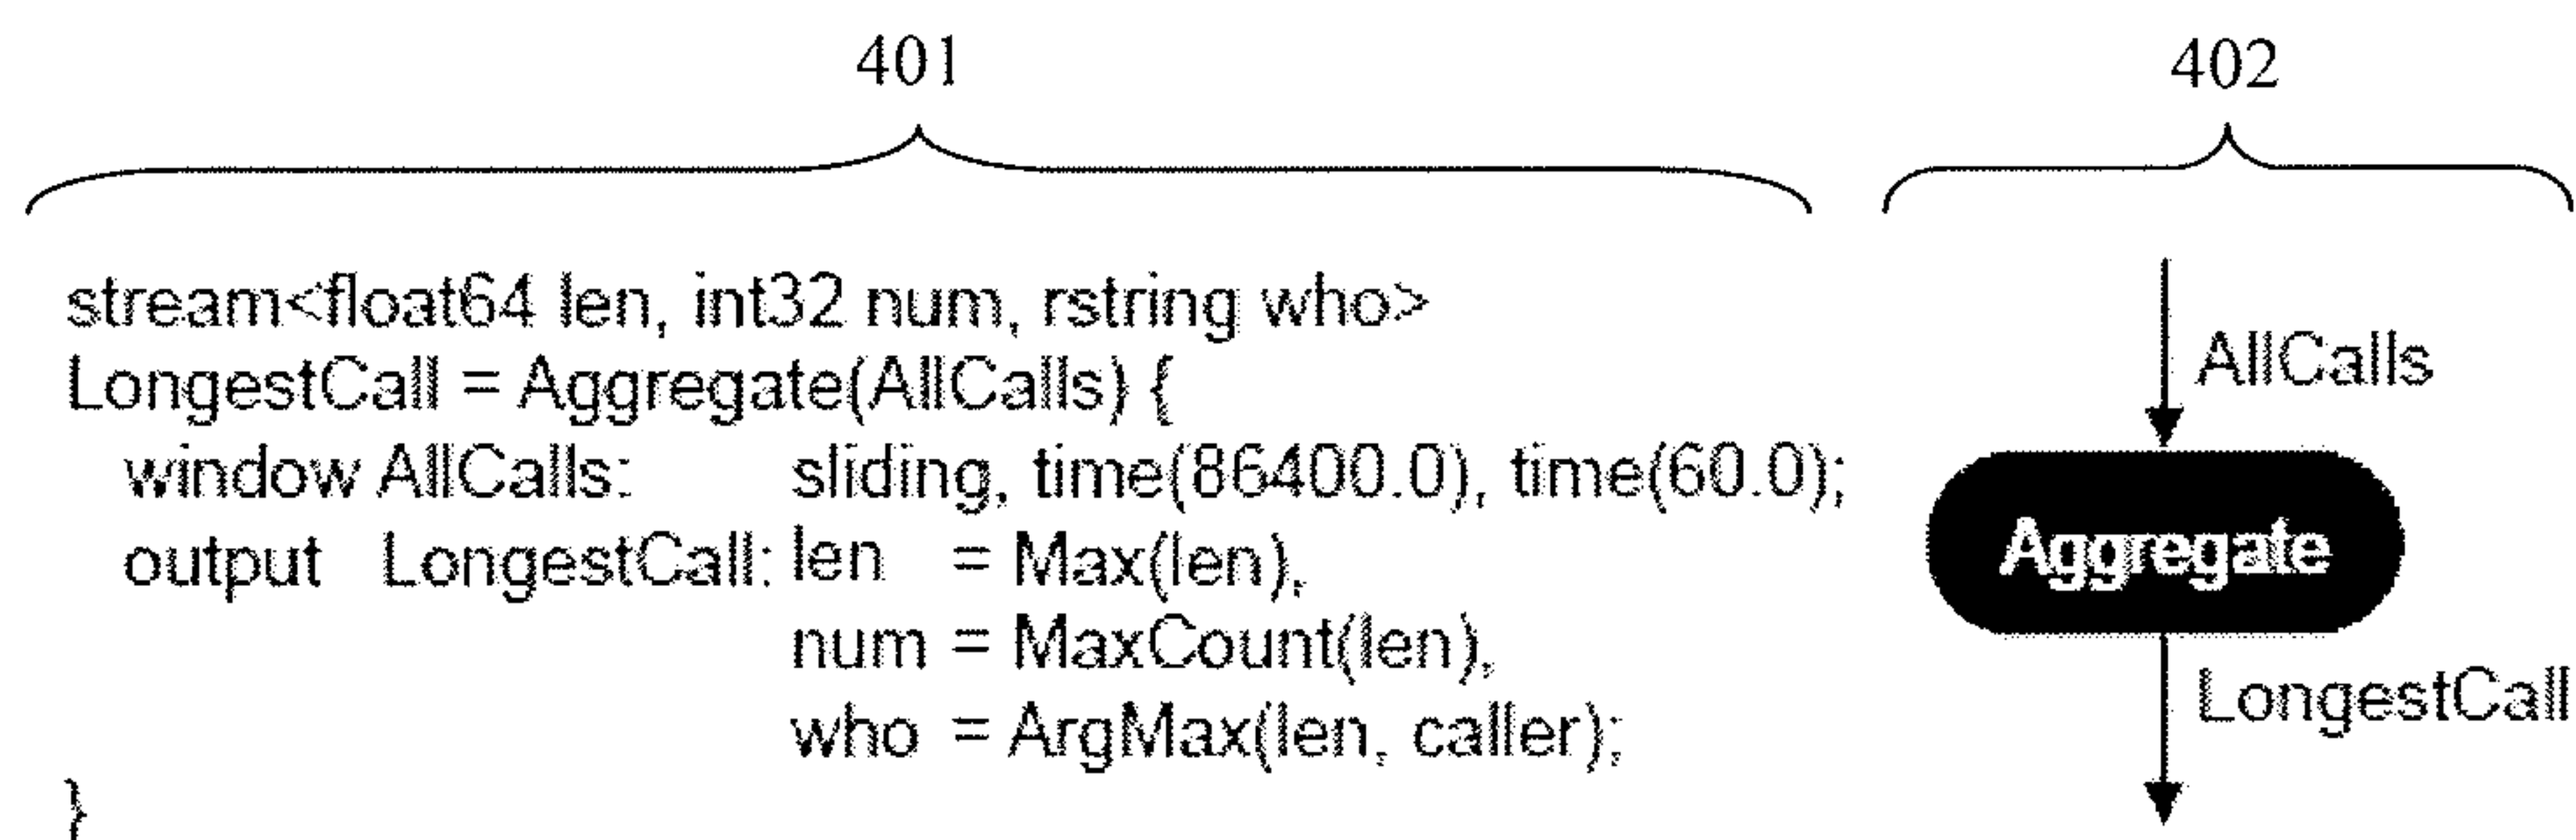 401
402
stream<float64 len, int32 num, rstring who>
LongestCall = Aggregate(AllCalls) {
window AllCalls: sliding, time(86400.0), time(60.0);
output LongestCall: len = Max(len),
num = MaxCount(len),
who = ArgMax(len, caller);
}
AllCalls
Aggregate
LongestCall